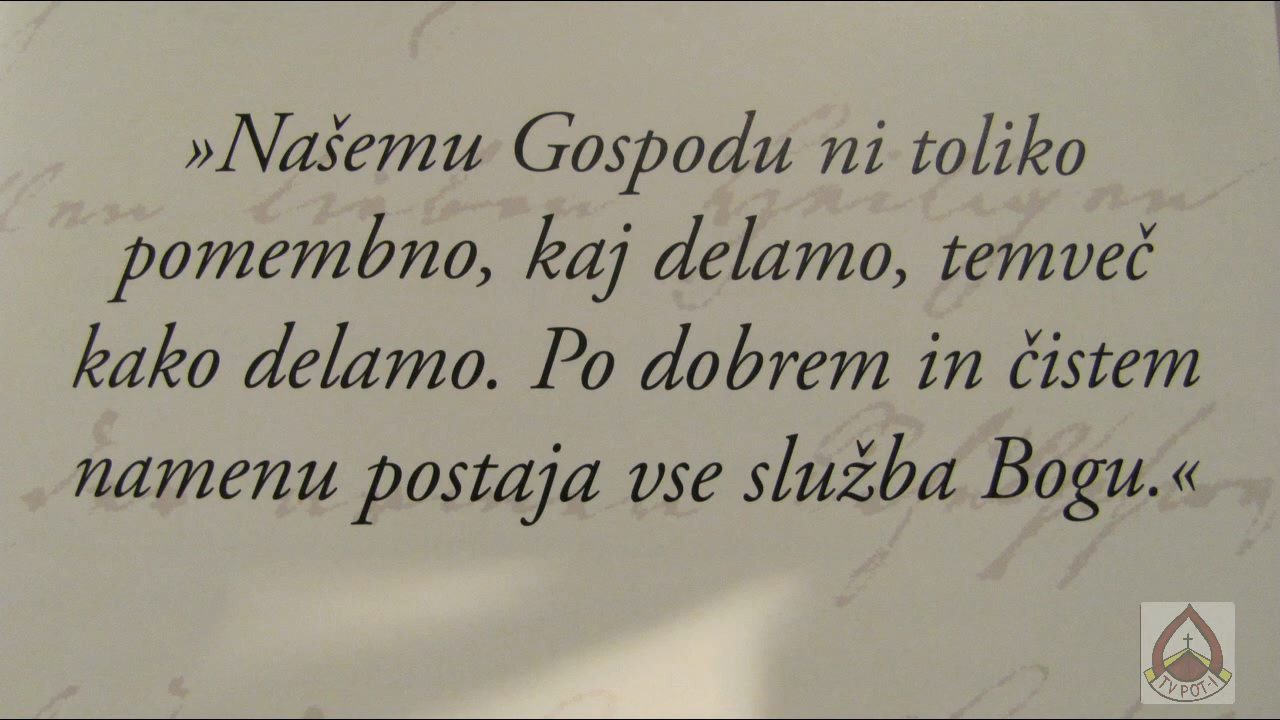 »Našemu Gospodu ni toliko
pomembno, kaj delamo, temveč
kako delamo. Po dobrem in čistem
namenu postaja vse služba Bogu.«
TV POT-1